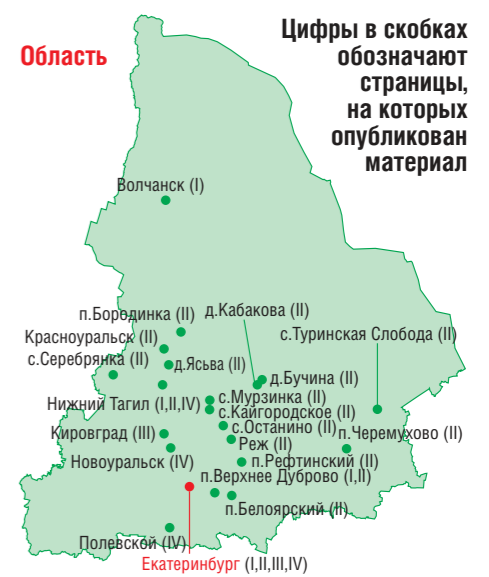 Область
Цифры в скобках
обозначают
страницы,
на которых
опубликован
материал
Волчанск (I)
п.Бородинка (II)
д.Кабакова (II)
Красноуральск (II)
с.Туринская Слобода (II)
с.Серебрянка (II)
д.Ясьва (II)
д.Бучина (II)
Нижний Тагил (I,II,IV)
с.Мурзинка (II)
с.Кайгородское (II)
с.Останино (II)
Кировград (III)
п.Черемухово (II)
Реж (II)
Новоуральск (IV)
п.Рефтинский (II)
п.Верхнее Дуброво (I,II)
п.Белоярский (II)
Полевской (IV)
Екатеринбург (I,II,III,IV)